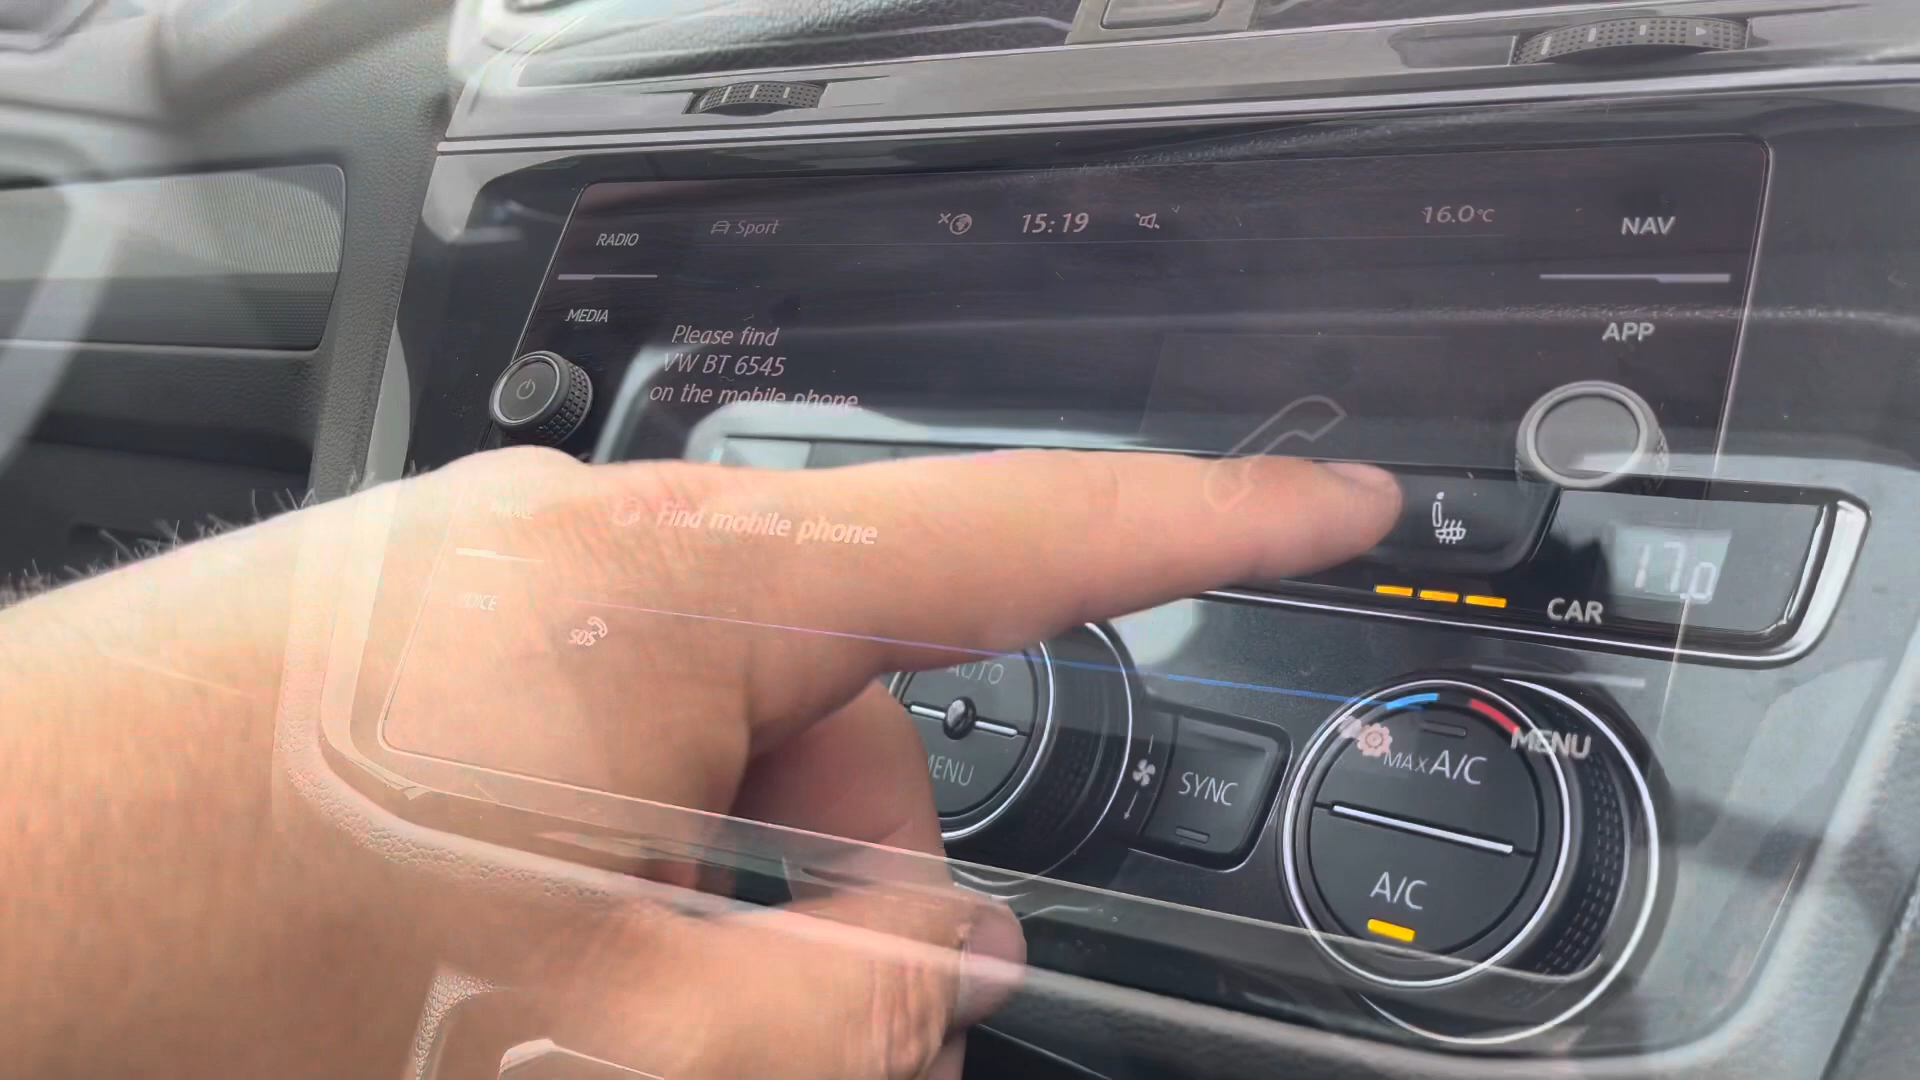 Sport
15:19
16.0°C
RADIO
NAV
MEDIA
APP
Please find
VW BT 6545
on the mobile phone.
Find mobile phone
17.0
CAR
SOS
AUTO
MENU
MENU
MAX A/C
SYNC
A/C